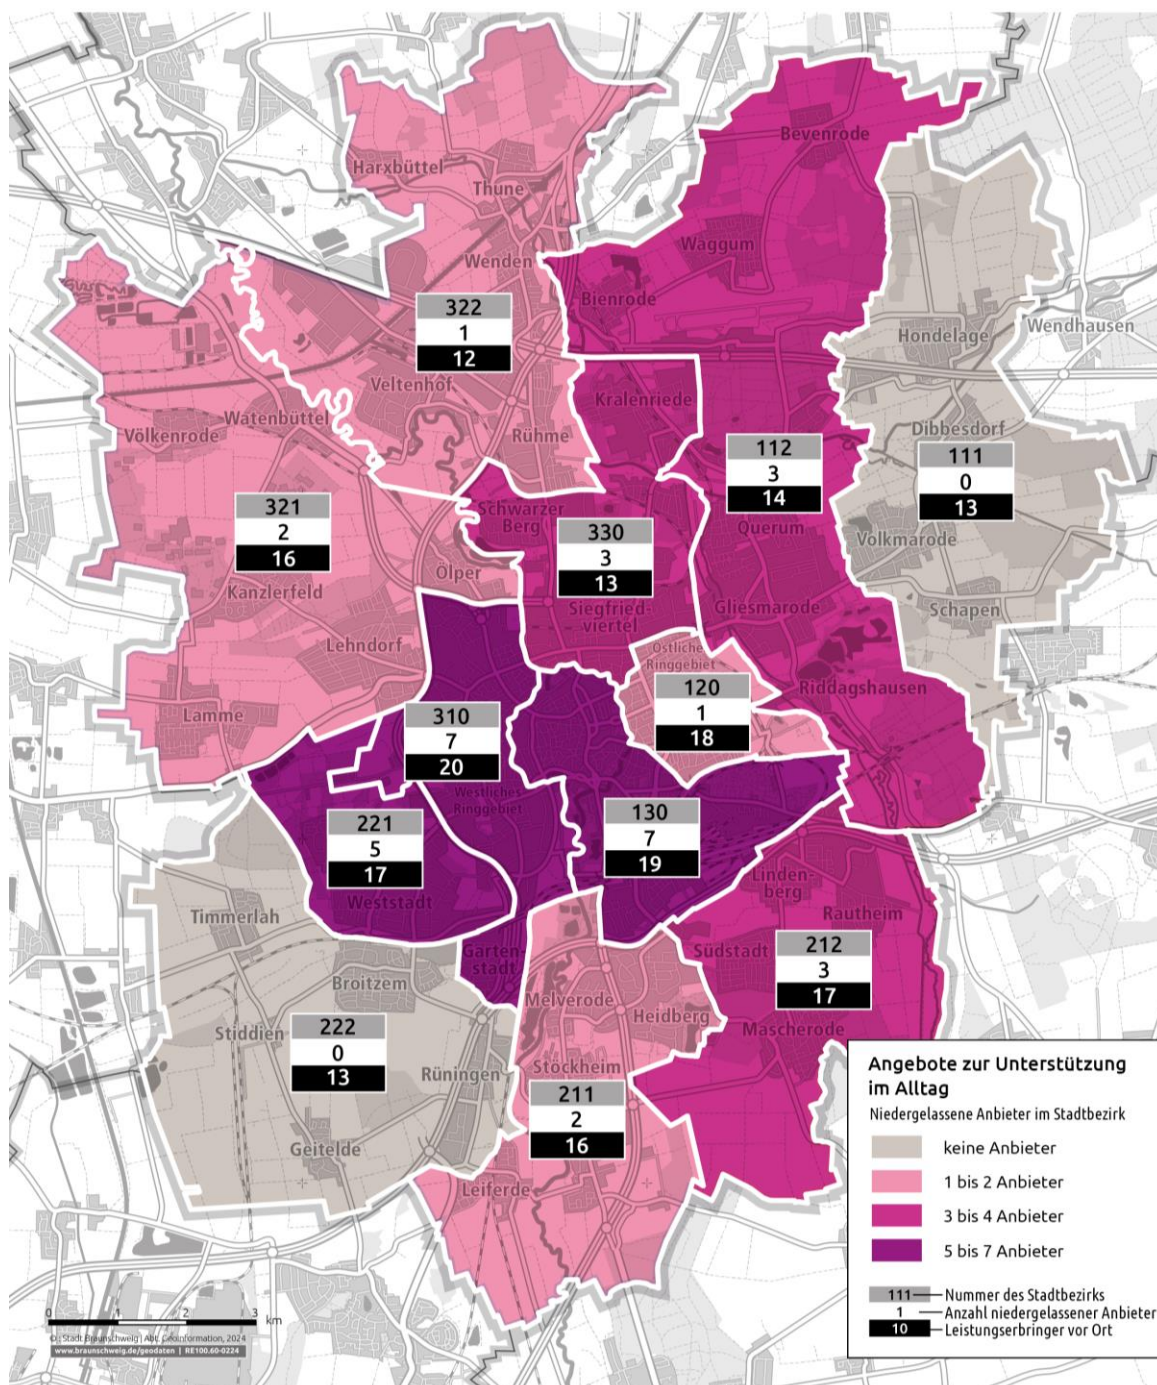 Bevenrode
Harxbüttel
Thune
Waggum
Wenden
Bienrode
322
1
12
Hondelage
Wendhausen
Veltenhof
Kralenriede
Watenbüttel
Völkenrode
Rühme
Dibbesdorf
112
3
14
111
0
13
321
2
16
Schwarzer
Berg
330
3
13
Querum
Volkmarode
Ölper
Kanzlerfeld
Siegfried-
viertel
Gliesmarode
Schapen
Lehndorf
Östliches
Ringgebiet
120
1
18
Riddagshausen
Lamme
310
7
20
Westliches
Ringgebiet
221
5
17
130
7
19
Weststadt
Linden-
berg
Timmerlah
Rautheim
Garten-
stadt
Südstadt
212
3
17
Broitzem
Melverode
Heidberg
Stiddien
222
0
13
Mascherode
Rüningen
Stöckheim
211
2
16
Geitelde
Leiferde
Angebote zur Unterstützung
im Alltag
Niedergelassene Anbieter im Stadtbezirk
keine Anbieter
1 bis 2 Anbieter
3 bis 4 Anbieter
5 bis 7 Anbieter
111 Nummer des Stadtbezirks
1 Anzahl niedergelassener Anbieter
10 Leistungserbringer vor Ort
0 1 2 3 km
© | Stadt Braunschweig | Abt. Geoinformation, 2024
www.braunschweig.de/geodaten | RE100.60-0224